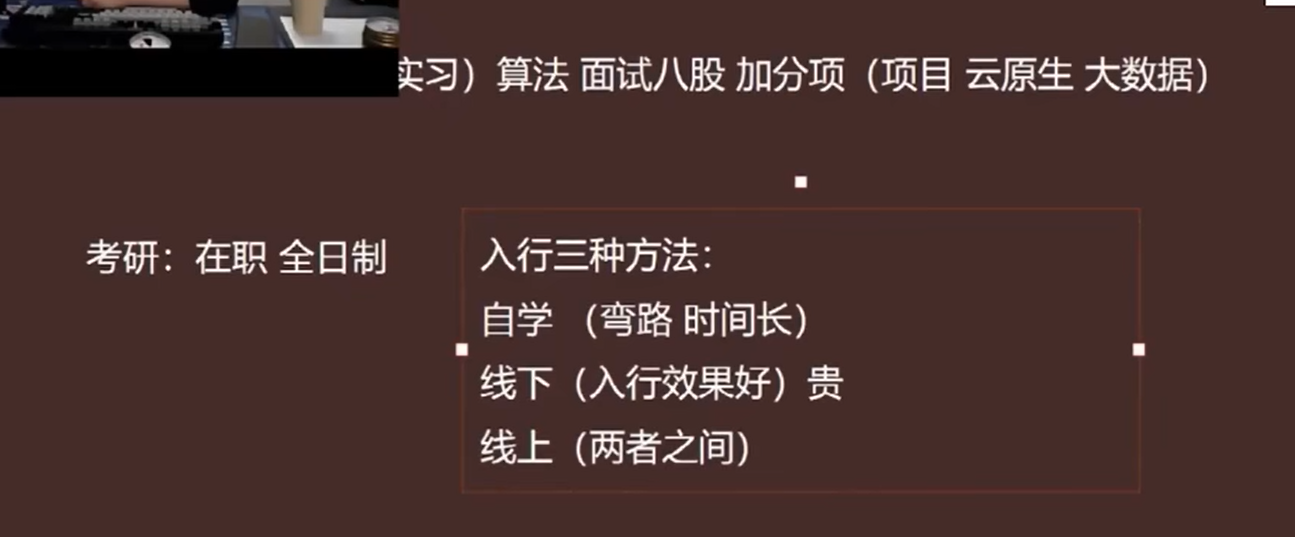 实习）算法 面试八股 加分项（项目 云原生 大数据）
考研：在职 全日制
入行三种方法：
自学 （弯路 时间长）
线下（入行效果好）贵
线上（两者之间）